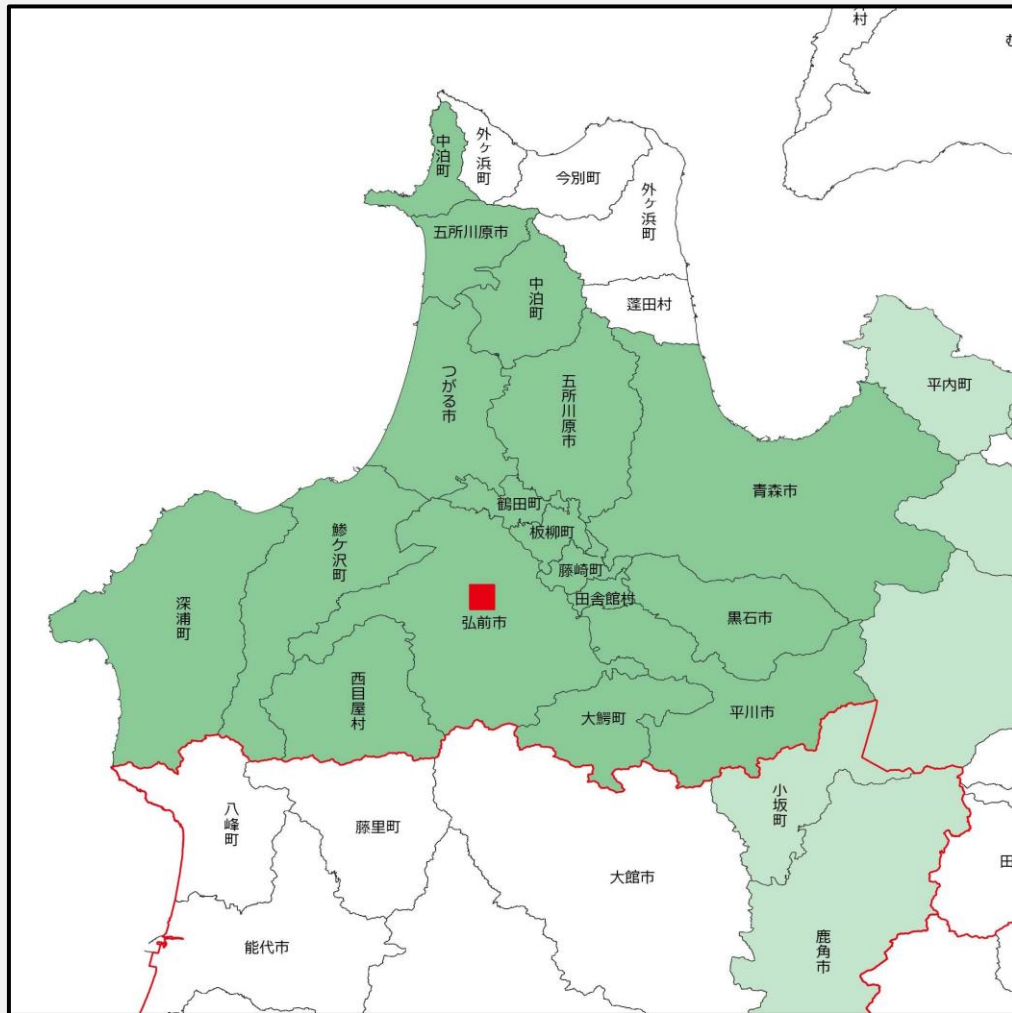 村
中泊町
外ヶ浜町
今別町
外ヶ浜町
五所川原市
中泊町
蓬田村
平内町
つがる市
五所川原市
青森市
鶴田町
板柳町
鰺ケ沢町
藤崎町
田舎館村
深浦町
弘前市
黒石市
西目屋村
大鰐町
平川市
八峰町
藤里町
小坂町
大館市
田
能代市
鹿角市